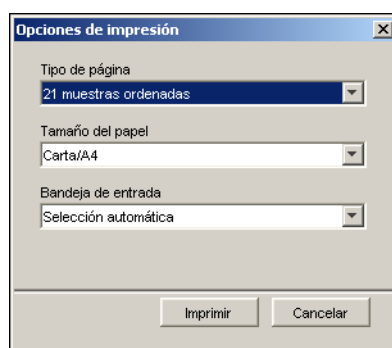 Opciones de impresión
Tipo de página
21 muestras ordenadas
Tamaño del papel
Carta/A4
Bandeja de entrada
Selección automática
Imprimir
Cancelar